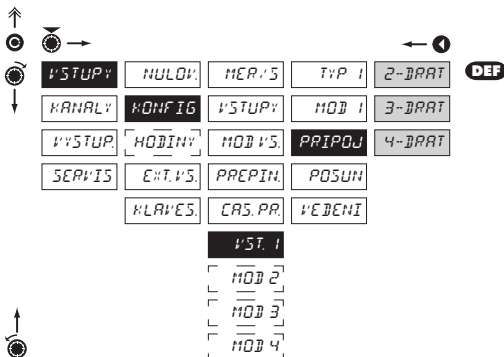 VSTUPY NULOV. MER/S TYP 1 2-DRAT DEF
KANALY KONFIG VSTUPY MOD 1 3-DRAT
VYSTUP. HODINY MOD VS. PRIPOJ 4-DRAT
SERVIS EXT. VS. PREPIN. POSUN
KLAVES. CAS. PR. VEDENI
VST. 1
MOD 2
MOD 3
MOD 4